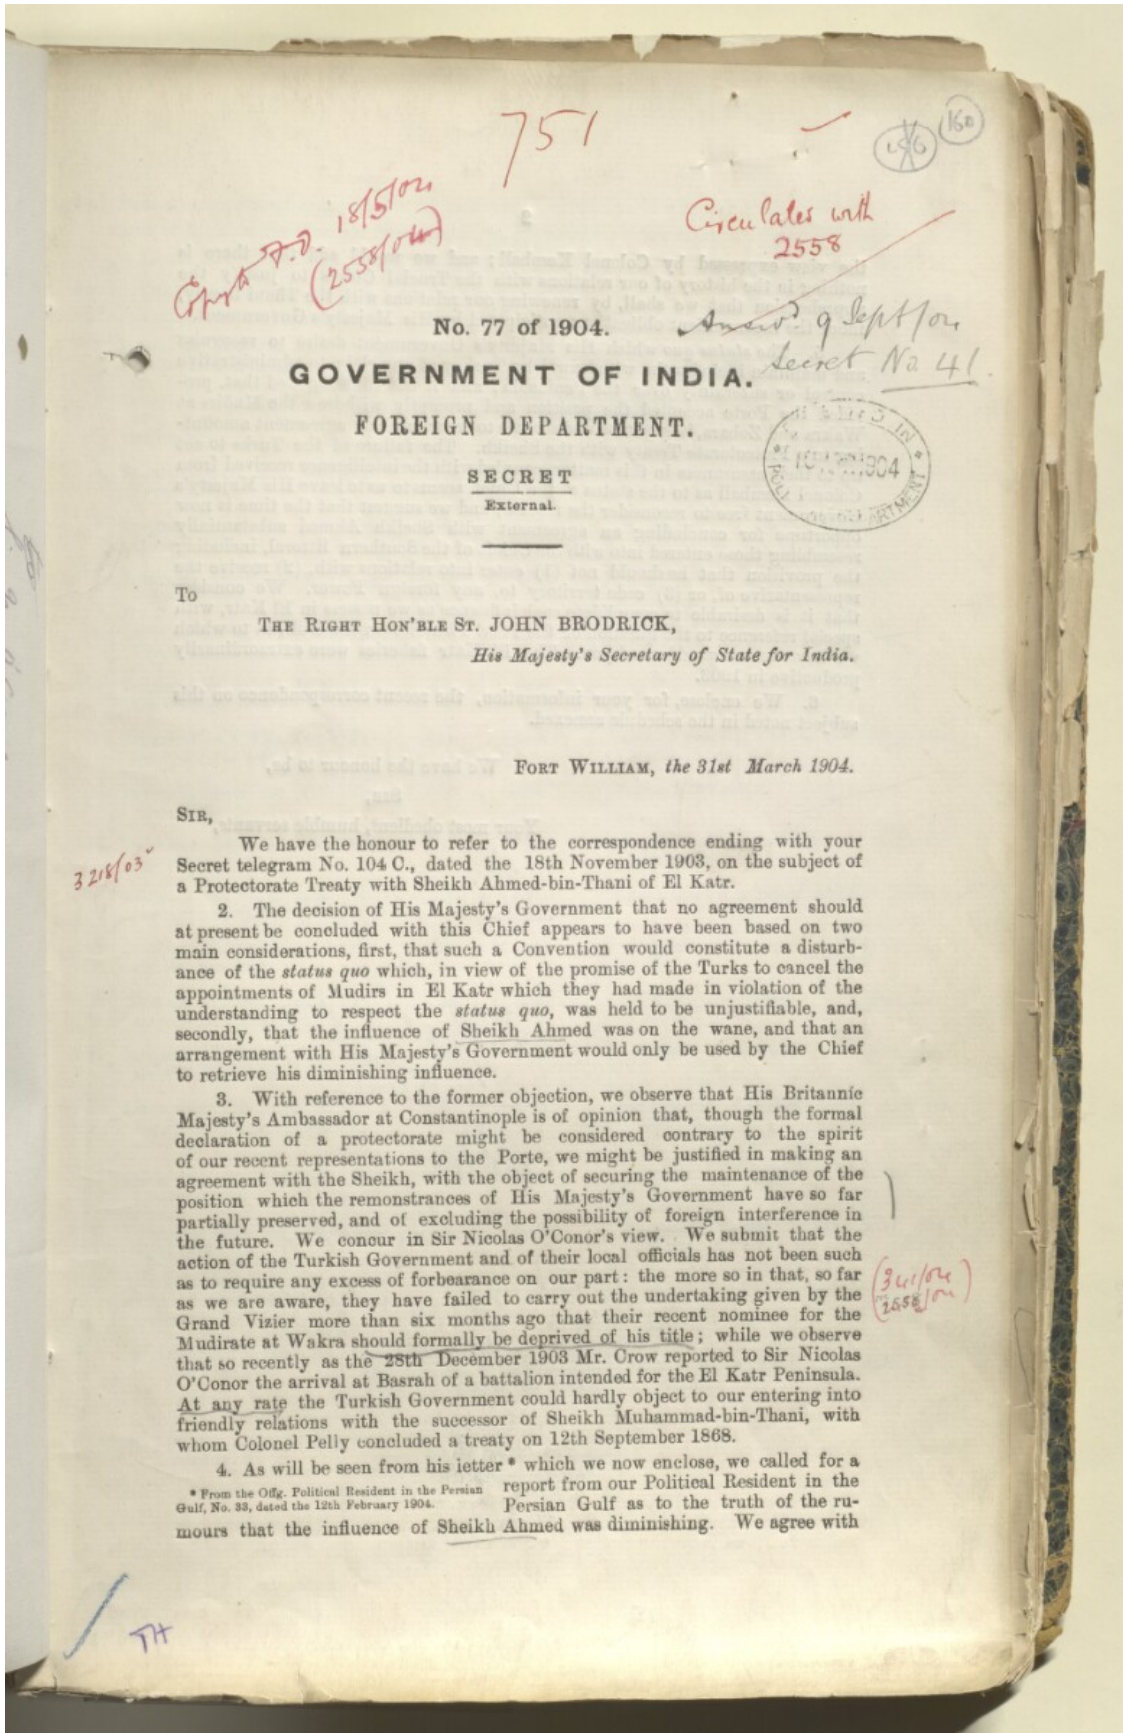 751
160
Circulates with
2558
18/5/04
(2558/04)
Answd. 9 Sept/04
Secret No. 41.
No. 77 of 1904.
GOVERNMENT OF INDIA.
FOREIGN DEPARTMENT.
SECRET
External.
1904
To
THE RIGHT HON'BLE ST. JOHN BRODRICK,
His Majesty's Secretary of State for India.
FORT WILLIAM, the 31st March 1904.
SIR,
We have the honour to refer to the correspondence ending with your
3218/03
Secret telegram No. 104 C., dated the 18th November 1903, on the subject of
a Protectorate Treaty with Sheikh Ahmed-bin-Thani of El Katr.
2. The decision of His Majesty's Government that no agreement should
at present be concluded with this Chief appears to have been based on two
main considerations, first, that such a Convention would constitute a disturb-
ance of the status quo which, in view of the promise of the Turks to cancel the
appointments of Mudirs in El Katr which they had made in violation of the
understanding to respect the status quo, was held to be unjustifiable, and,
secondly, that the influence of Sheikh Ahmed was on the wane, and that an
arrangement with His Majesty's Government would only be used by the Chief
to retrieve his diminishing influence.
3. With reference to the former objection, we observe that His Britannic
Majesty's Ambassador at Constantinople is of opinion that, though the formal
declaration of a protectorate might be considered contrary to the spirit
of our recent representations to the Porte, we might be justified in making an
agreement with the Sheikh, with the object of securing the maintenance of the
position which the remonstrances of His Majesty's Government have so far
partially preserved, and of excluding the possibility of foreign interference in
the future. We concur in Sir Nicolas O'Conor's view. We submit that the
action of the Turkish Government and of their local officials has not been such
as to require any excess of forbearance on our part: the more so in that, so far
(341/04
2558/04)
as we are aware, they have failed to carry out the undertaking given by the
Grand Vizier more than six months ago that their recent nominee for the
Mudirate at Wakra should formally be deprived of his title; while we observe
that so recently as the 28th December 1903 Mr. Crow reported to Sir Nicolas
O'Conor the arrival at Basrah of a battalion intended for the El Katr Peninsula.
At any rate the Turkish Government could hardly object to our entering into
friendly relations with the successor of Sheikh Muhammad-bin-Thani, with
whom Colonel Pelly concluded a treaty on 12th September 1868.
4. As will be seen from his letter * which we now enclose, we called for a
report from our Political Resident in the
Persian Gulf as to the truth of the ru-
* From the Offg. Political Resident in the Persian
Gulf, No. 33, dated the 12th February 1904.
mours that the influence of Sheikh Ahmed was diminishing. We agree with
TH